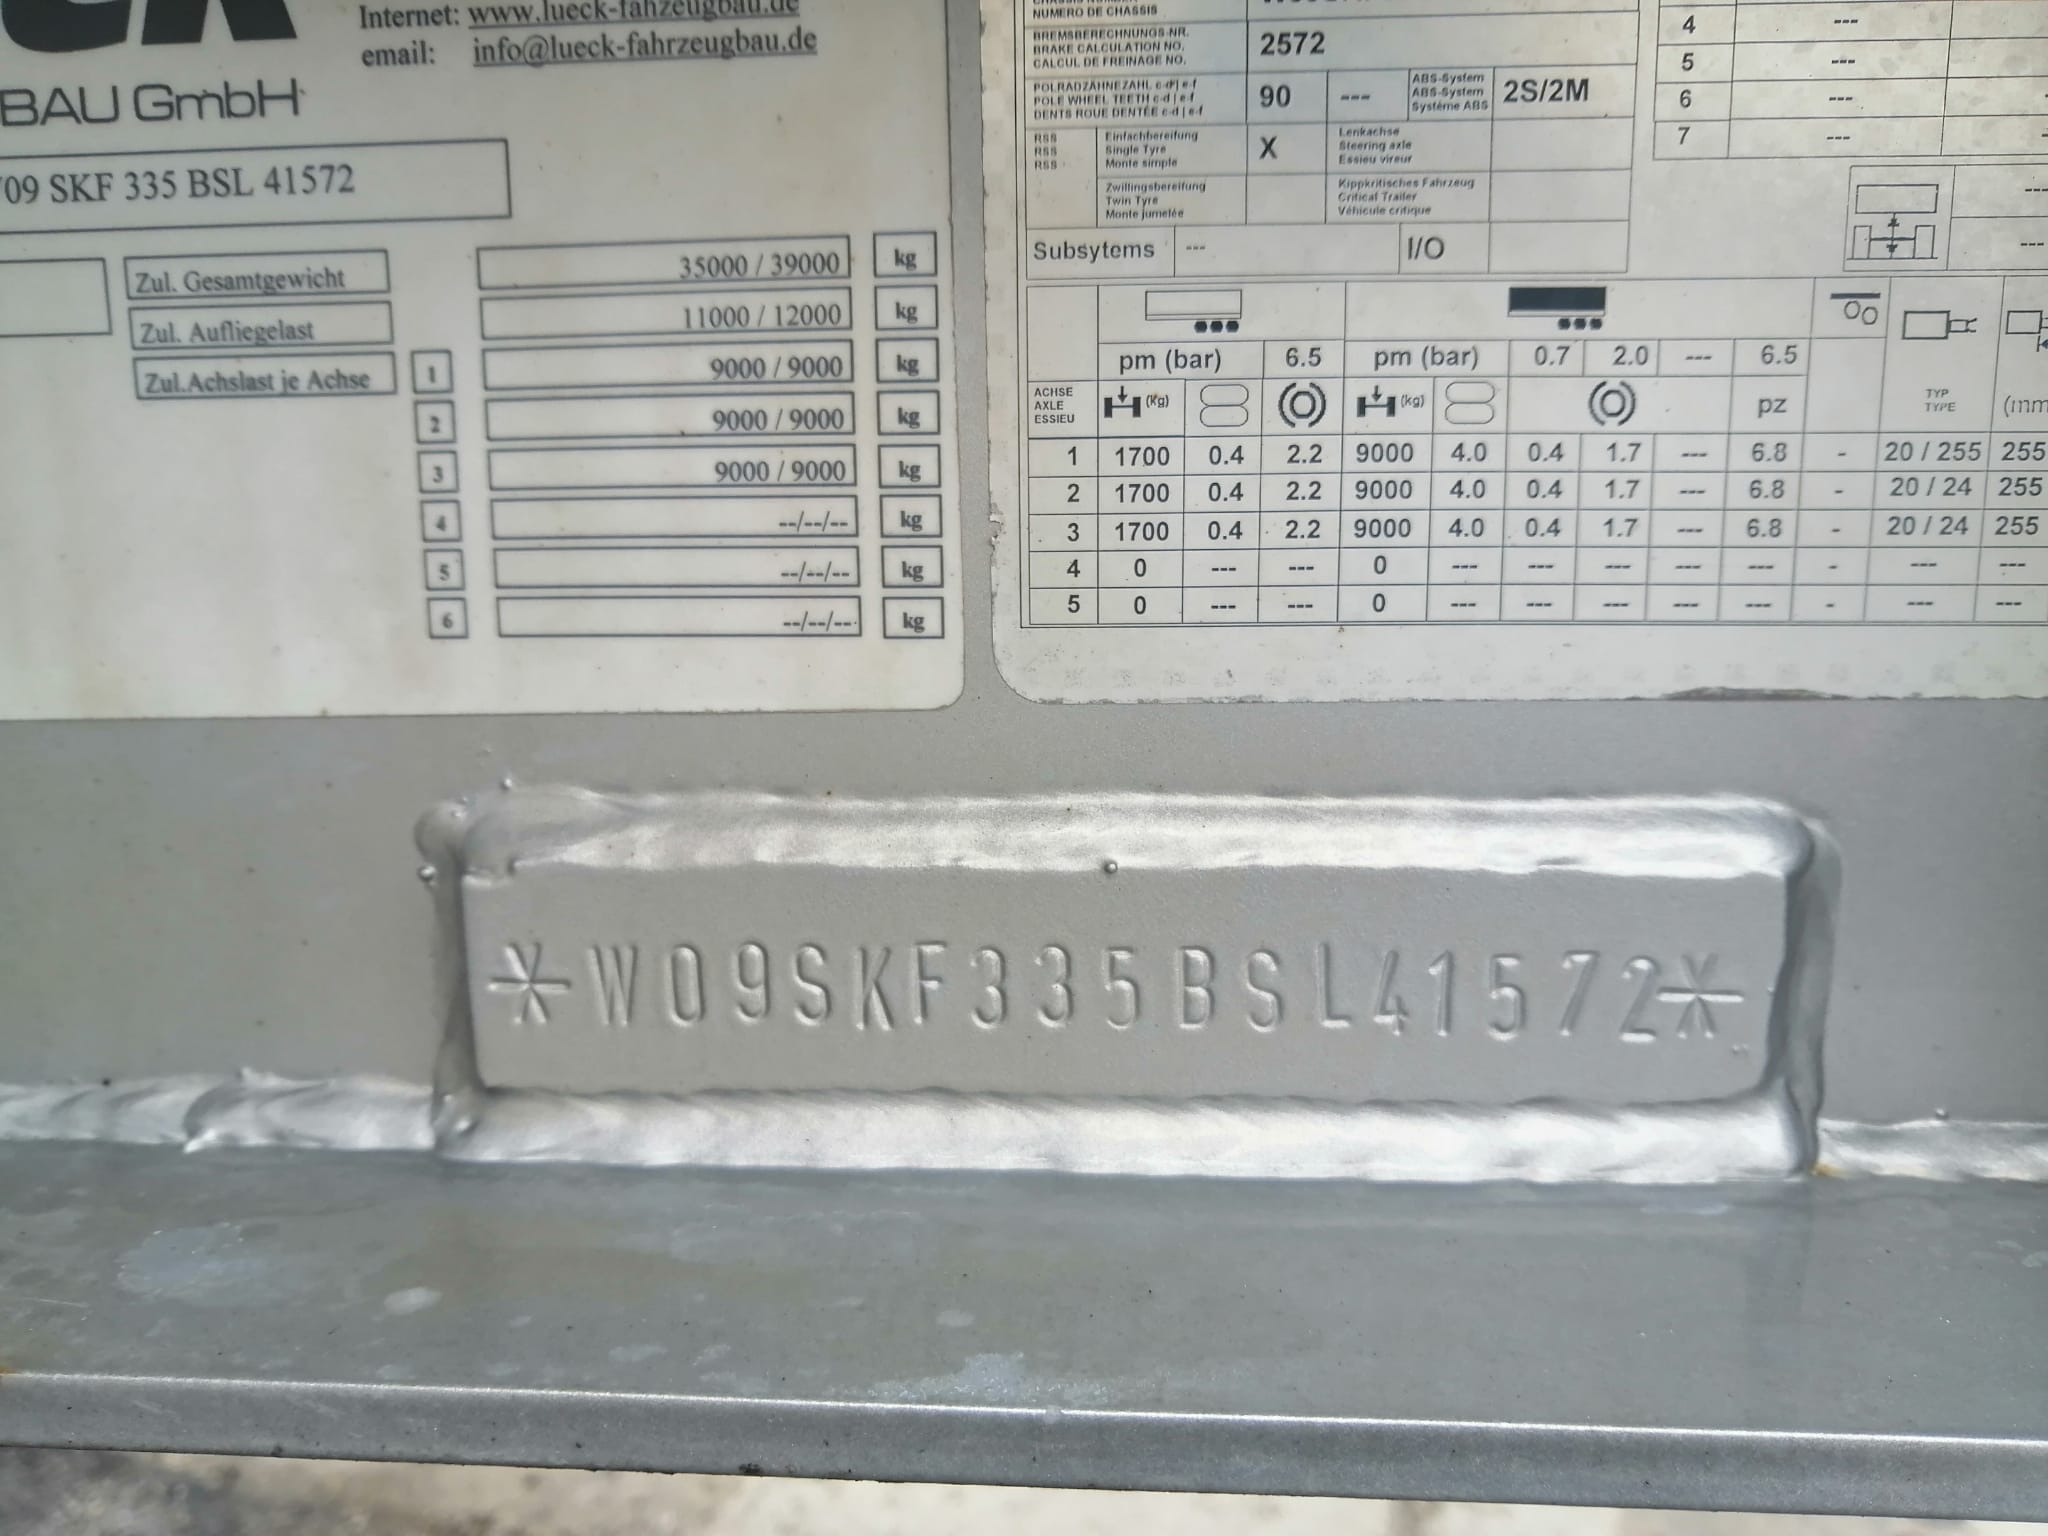 Internet: www.lueck-fahrzeugbau.de
email: info@lueck-fahrzeugbau.de
BAU GmbH
09 SKF 335 BSL 41572
Zul. Gesamtgewicht 35000 / 39000 kg
Zul. Aufliegelast 11000 / 12000 kg
Zul.Achslast je Achse 1 9000 / 9000 kg
2 9000 / 9000 kg
3 9000 / 9000 kg
4 --/--/-- kg
5 --/--/-- kg
6 --/--/-- kg
NUMERO DE CHASSIS
BREMSBERECHNUNGS-NR.
BRAKE CALCULATION NO.
CALCUL DE FREINAGE NO.
2572
POLRADZÄHNEZAHL c-d | e-f
POLE WHEEL TEETH c-d | e-f
DENTS ROUE DENTÉE c-d | e-f
90 ---
ABS-System
ABS-System
Système ABS
2S/2M
RSS Einfachbereifung
RSS Single Tyre
RSS Monte simple
X
Lenkachse
Steering axle
Essieu vireur
Zwillingsbereifung
Twin Tyre
Monte jumelée
Kippkritisches Fahrzeug
Critical Trailer
Véhicule critique
Subsytems --- I/O
4 ---
5 ---
6 ---
7 ---
---
---
pm (bar) 6.5 pm (bar) 0.7 2.0 --- 6.5
ACHSE
AXLE
ESSIEU
(kg) (kg) pz
TYP
TYPE
(mm
1 1700 0.4 2.2 9000 4.0 0.4 1.7 --- 6.8 - 20 / 255 255
2 1700 0.4 2.2 9000 4.0 0.4 1.7 --- 6.8 - 20 / 24 255
3 1700 0.4 2.2 9000 4.0 0.4 1.7 --- 6.8 - 20 / 24 255
4 0 --- --- 0 --- --- --- --- --- - --- ---
5 0 --- --- 0 --- --- --- --- --- - --- ---
*W09SKF335BSL41572*